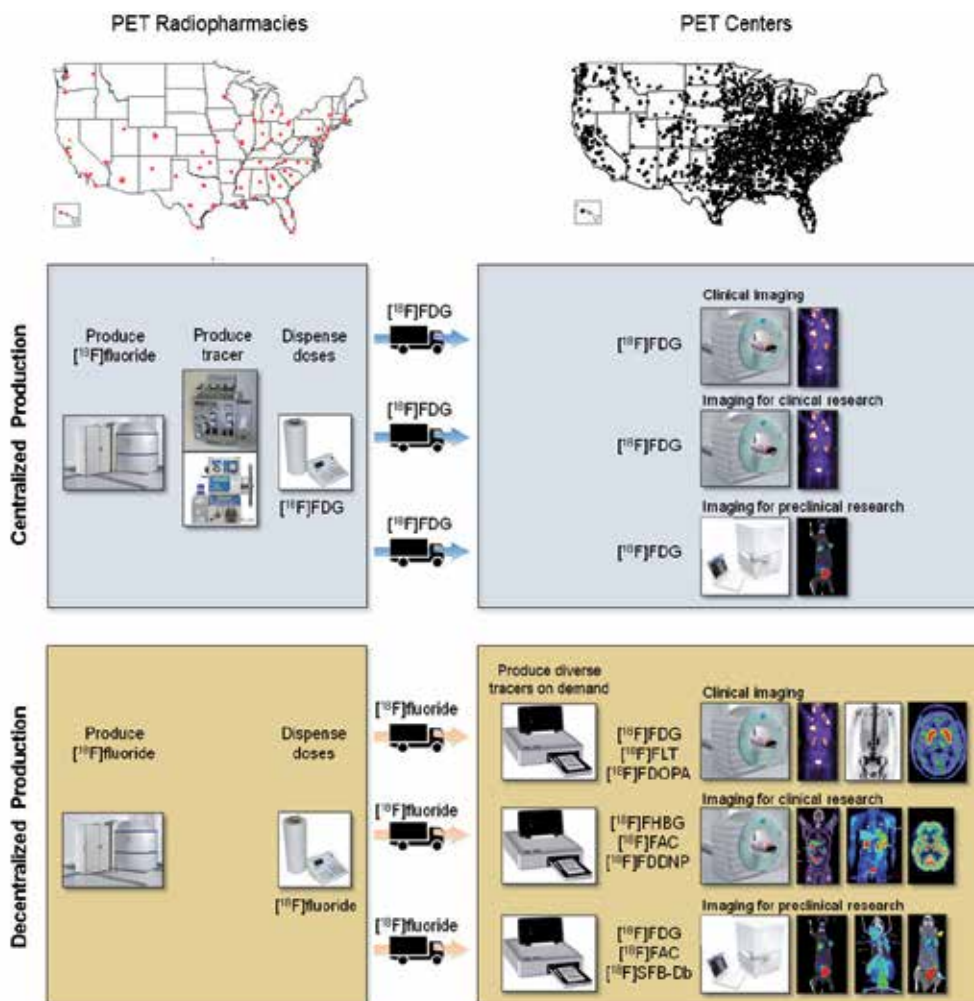 PET Radiopharmacies
PET Centers
Centralized Production
Produce
[¹⁸F]fluoride
Produce
tracer
Dispense
doses
[¹⁸F]FDG
[¹⁸F]FDG
[¹⁸F]FDG
[¹⁸F]FDG
Clinical imaging
[¹⁸F]FDG
Imaging for clinical research
[¹⁸F]FDG
Imaging for preclinical research
[¹⁸F]FDG
Decentralized Production
Produce
[¹⁸F]fluoride
Dispense
doses
[¹⁸F]fluoride
[¹⁸F]fluoride
[¹⁸F]fluoride
[¹⁸F]fluoride
Produce diverse
tracers on demand
Clinical imaging
[¹⁸F]FDG
[¹⁸F]FLT
[¹⁸F]FDOPA
Imaging for clinical research
[¹⁸F]FHBG
[¹⁸F]FAC
[¹⁸F]FDDNP
Imaging for preclinical research
[¹⁸F]FDG
[¹⁸F]FAC
[¹⁸F]SFB-Db